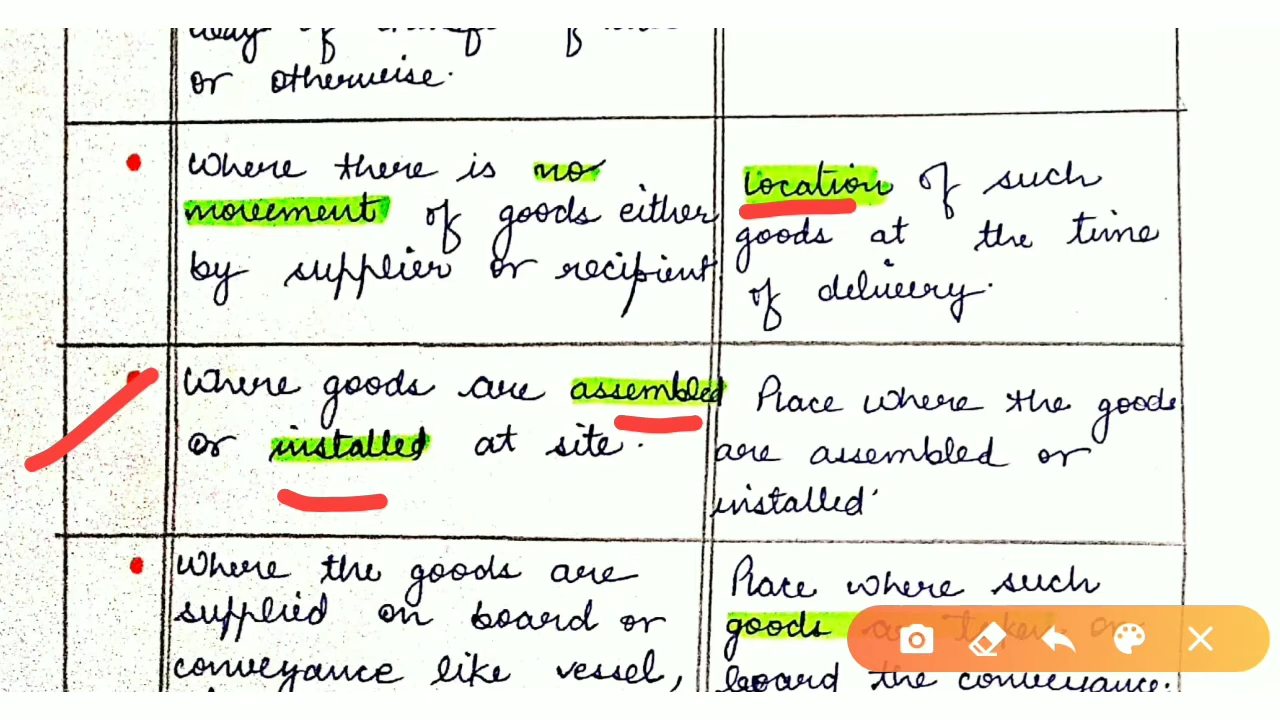 or otherwise.
Where there is no
movement of goods either
by supplier or recipient
Location of such
goods at the time
of delivery.
Where goods are assembled
or installed at site.
Place where the goods
are assembled or
installed
Where the goods are
supplied on board or
conveyance like vessel,
Place where such
goods are taken on
board the conveyance.